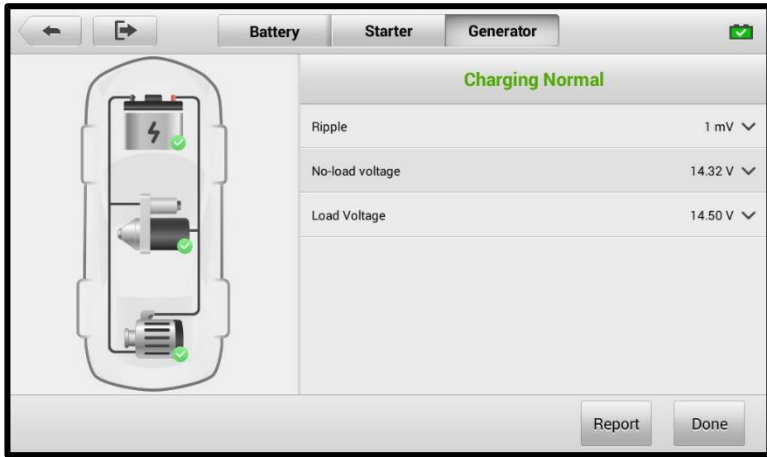 Battery Starter Generator
Charging Normal
Ripple 1 mV
No-load voltage 14.32 V
Load Voltage 14.50 V
Report Done